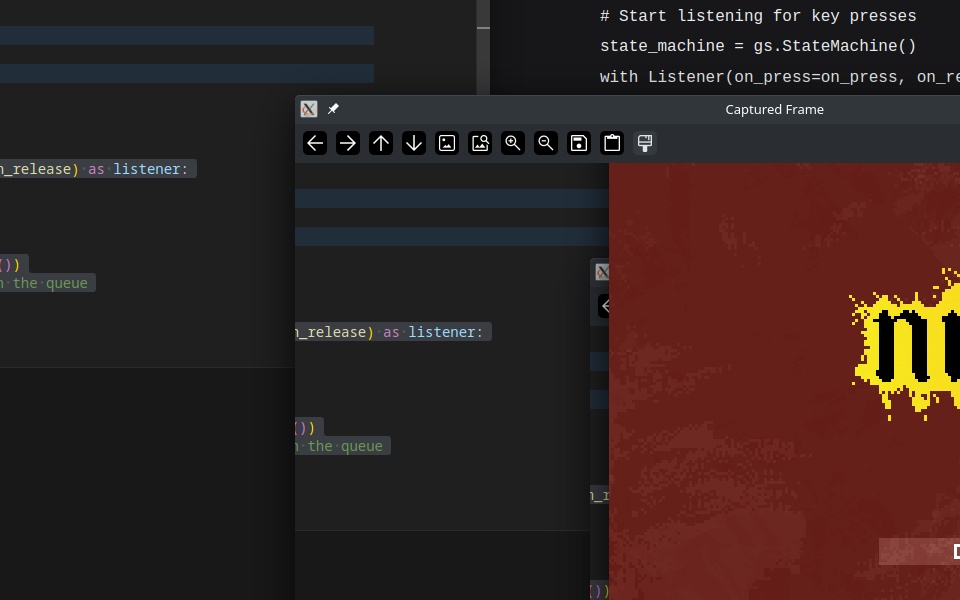 # Start listening for key presses
state_machine = gs.StateMachine()
with Listener(on_press=on_press, on_re
Captured Frame
n_release) as listener:
())
n the queue
n_release) as listener:
())
n the queue
n_r
())